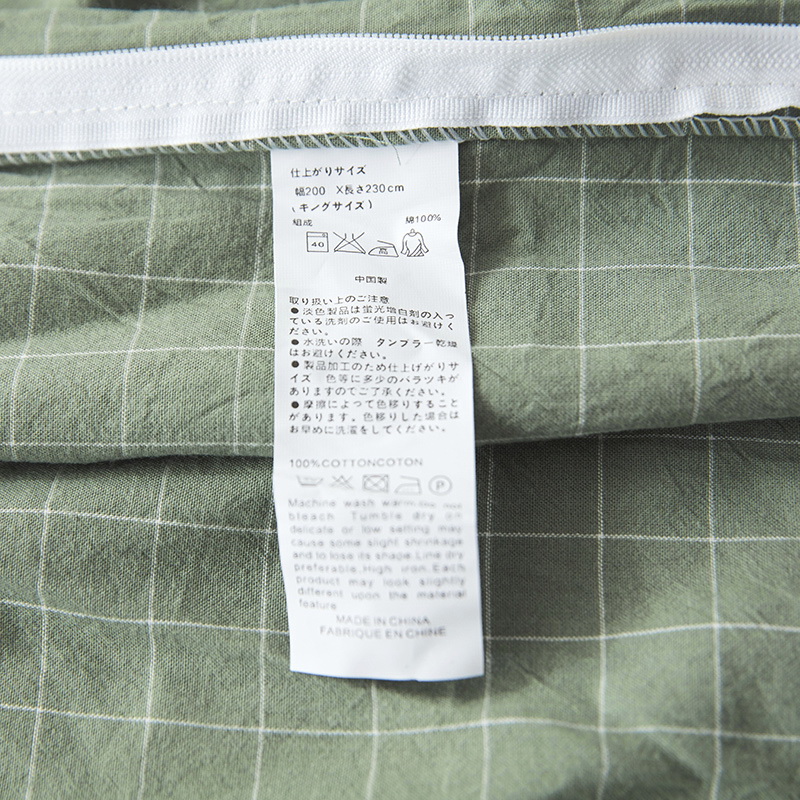 仕上がりサイズ
幅200 X長さ230cm
(キングサイズ)
組成 綿100%
40 高
中国製
取り扱い上のご注意
●淡色製品は蛍光増白剤の入っ
ている洗剤のご使用はお避けく
ださい。
●水洗いの際 タンブラー乾燥
はお避けください。
●製品加工のため仕上げがりサ
イズ 色等に多少のバラツキが
ありますのでご了承ください。
●摩擦によって色移りすること
があります。色移りした場合は
お早めに洗濯をしてください。
100%COTTONCOTON
P
Machine wash warm
bleach Tumble dry on
delicate or low setting may
cause some slight shrinkage
and to lose its shape.Line dry
preferable.High iron.Each
product may look slightly
different upon the material
feature
MADE IN CHINA
FABRIQUE EN CHINE